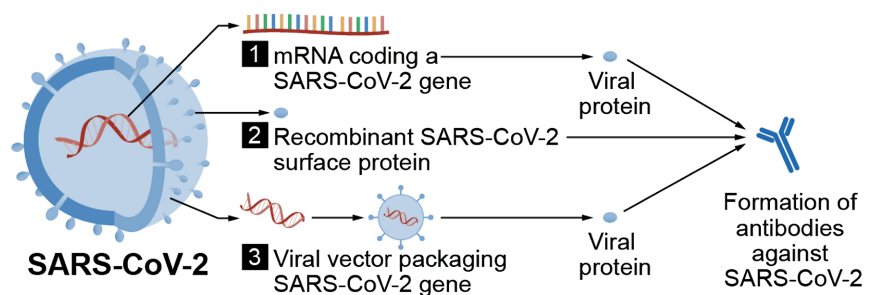 1 mRNA coding a
SARS-CoV-2 gene
Viral
protein
2 Recombinant SARS-CoV-2
surface protein
SARS-CoV-2
3 Viral vector packaging
SARS-CoV-2 gene
Viral
protein
Formation of
antibodies
against
SARS-CoV-2